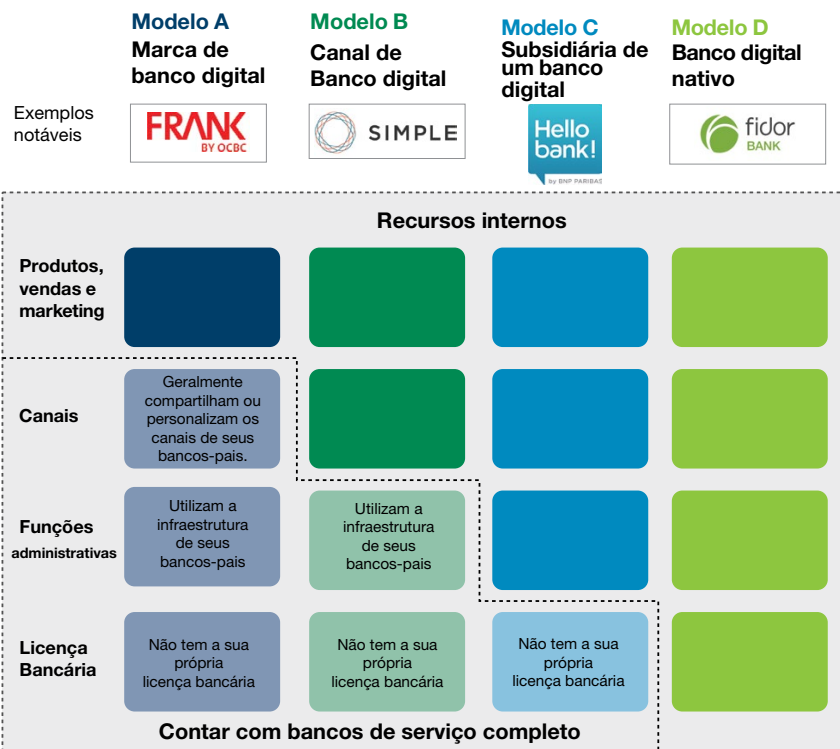 Modelo A
Marca de
banco digital
Modelo B
Canal de
Banco digital
Modelo C
Subsidiária de
um banco
digital
Modelo D
Banco digital
nativo
Exemplos
notáveis
FRANK
BY OCBC
SIMPLE
Hello
bank!
by BNP PARIBAS
fidor
BANK
Recursos internos
Produtos,
vendas e
marketing
Canais
Geralmente
compartilham ou
personalizam os
canais de seus
bancos-pais.
Funções
administrativas
Utilizam a
infraestrutura
de seus
bancos-pais
Utilizam a
infraestrutura
de seus
bancos-pais
Licença
Bancária
Não tem a sua
própria
licença bancária
Não tem a sua
própria
licença bancária
Não tem a sua
própria
licença bancária
Contar com bancos de serviço completo